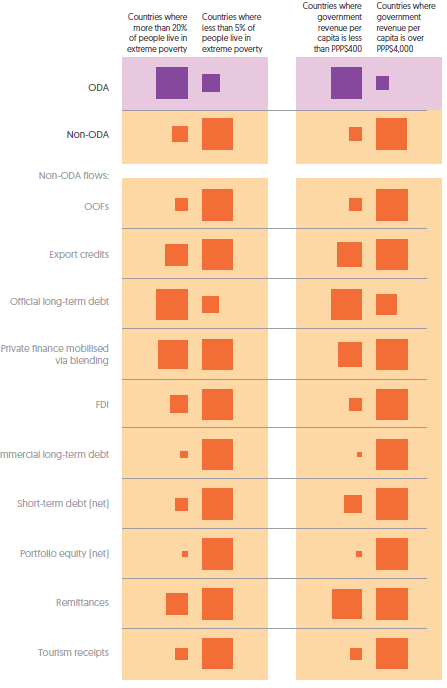 Countries where
more than 20%
of people live in
extreme poverty
Countries where
less than 5% of
people live in
extreme poverty
Countries where
government
revenue per
capita is less
than PPP$400
Countries where
government
revenue per
capita is over
PPP$4,000
ODA
Non-ODA
Non-ODA flows:
OOFs
Export credits
Official long-term debt
Private finance mobilised
via blending
FDI
mmercial long-term debt
Short-term debt (net)
Portfolio equity (net)
Remittances
Tourism receipts